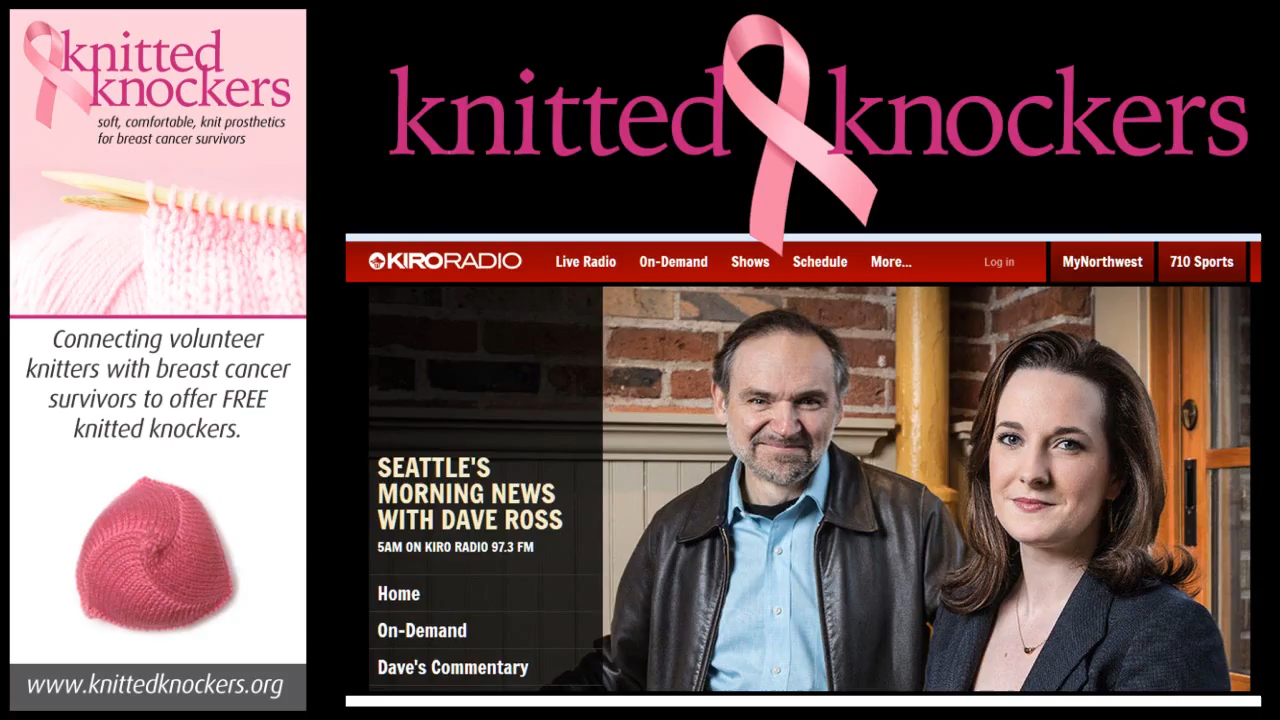 knitted
knockers
soft, comfortable, knit prosthetics
for breast cancer survivors
Connecting volunteer
knitters with breast cancer
survivors to offer FREE
knitted knockers.
www.knittedknockers.org
knitted knockers
KIRORADIO Live Radio On-Demand Shows Schedule More... Log in MyNorthwest 710 Sports
SEATTLE'S
MORNING NEWS
WITH DAVE ROSS
5AM ON KIRO RADIO 97.3 FM
Home
On-Demand
Dave's Commentary